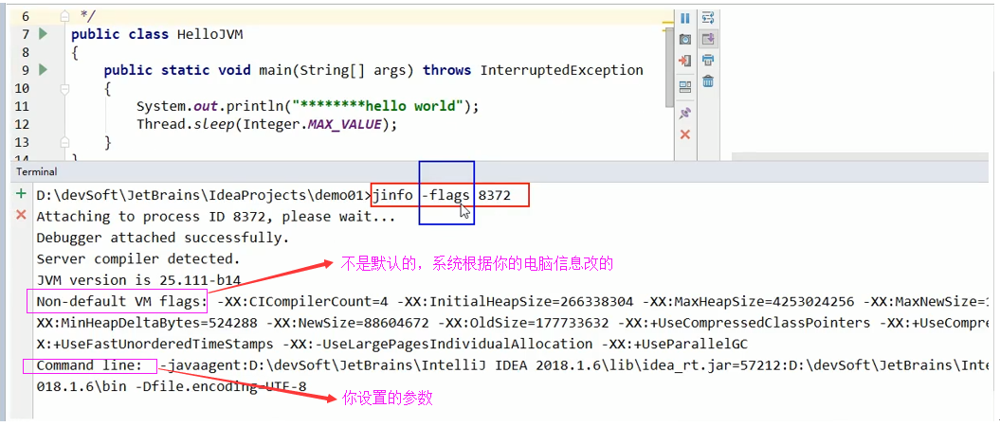 6 */
7 public class HelloJVM
8 {
9 public static void main(String[] args) throws InterruptedException
10 {
11 System.out.println("********hello world");
12 Thread.sleep(Integer.MAX_VALUE);
13 }
14 }
Terminal
D:\devSoft\JetBrains\IdeaProjects\demo01>jinfo -flags 8372
Attaching to process ID 8372, please wait...
Debugger attached successfully.
Server compiler detected.
不是默认的，系统根据你的电脑信息改的
JVM version is 25.111-b14
Non-default VM flags: -XX:CICompilerCount=4 -XX:InitialHeapSize=266338304 -XX:MaxHeapSize=4253024256 -XX:MaxNewSize=1
XX:MinHeapDeltaBytes=524288 -XX:NewSize=88604672 -XX:OldSize=177733632 -XX:+UseCompressedClassPointers -XX:+UseCompre
X:+UseFastUnorderedTimeStamps -XX:-UseLargePagesIndividualAllocation -XX:+UseParallelGC
Command line: -javaagent:D:\devSoft\JetBrains\IntelliJ IDEA 2018.1.6\lib\idea_rt.jar=57212:D:\devSoft\JetBrains\Inte
018.1.6\bin -Dfile.encoding=UTF-8
你设置的参数